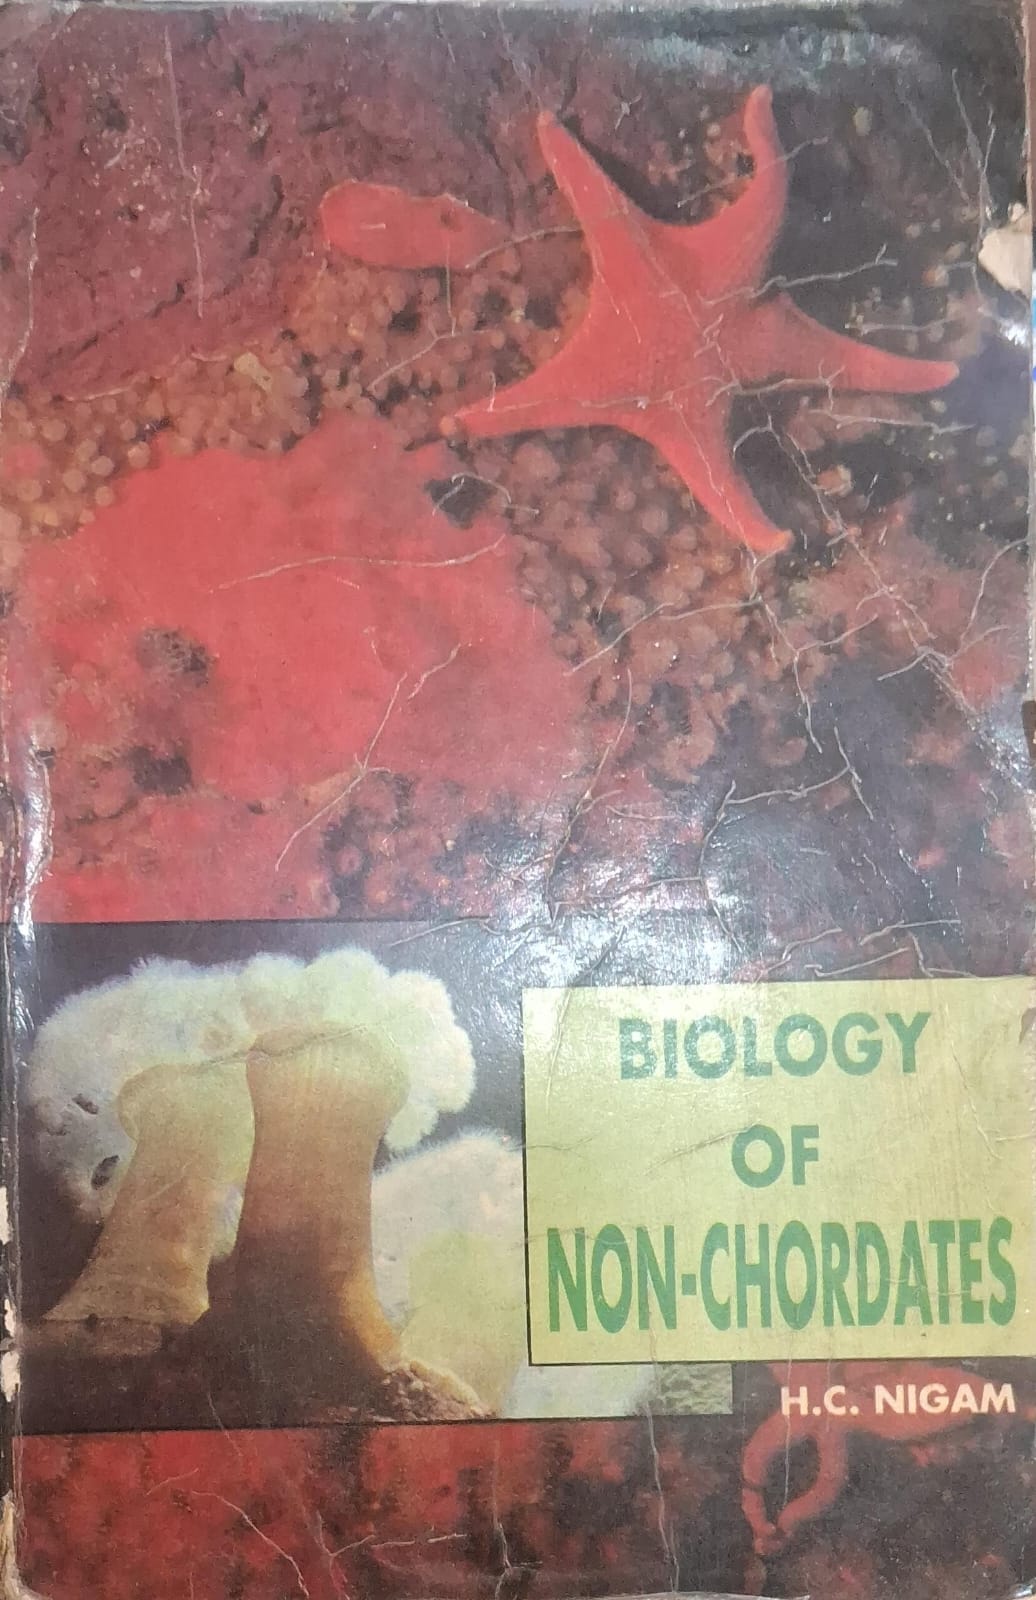 BIOLOGY
OF
NON-CHORDATES
H.C. NIGAM